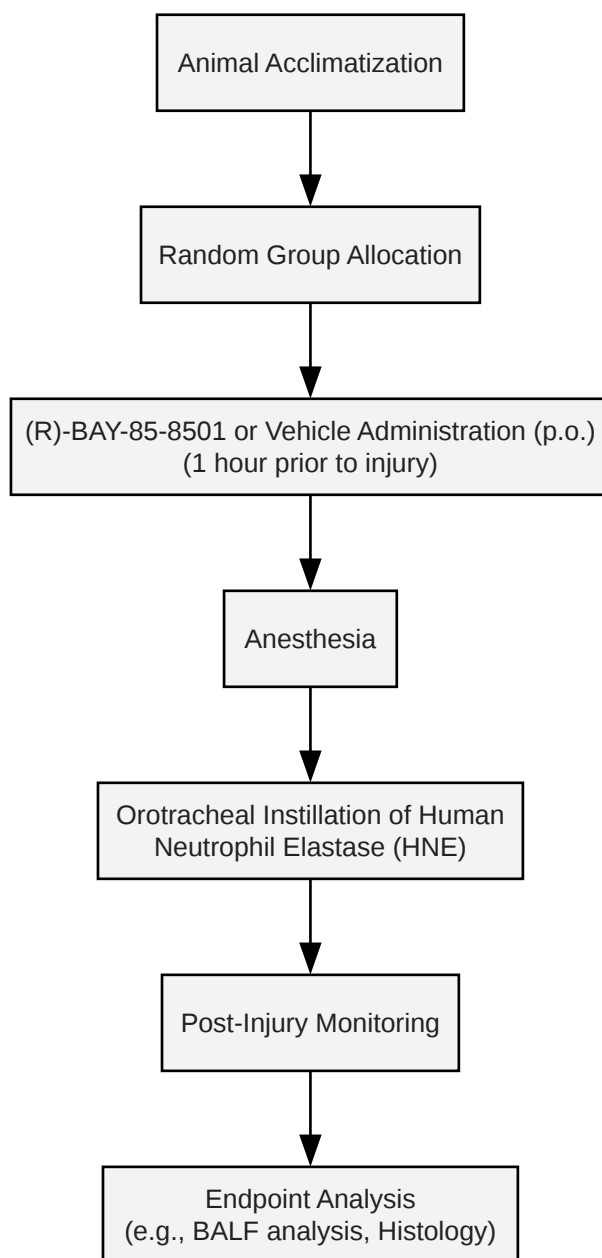 Animal Acclimatization
Random Group Allocation
(R)-BAY-85-8501 or Vehicle Administration (p.o.)
(1 hour prior to injury)
Anesthesia
Orotracheal Instillation of Human
Neutrophil Elastase (HNE)
Post-Injury Monitoring
Endpoint Analysis
(e.g., BALF analysis, Histology)